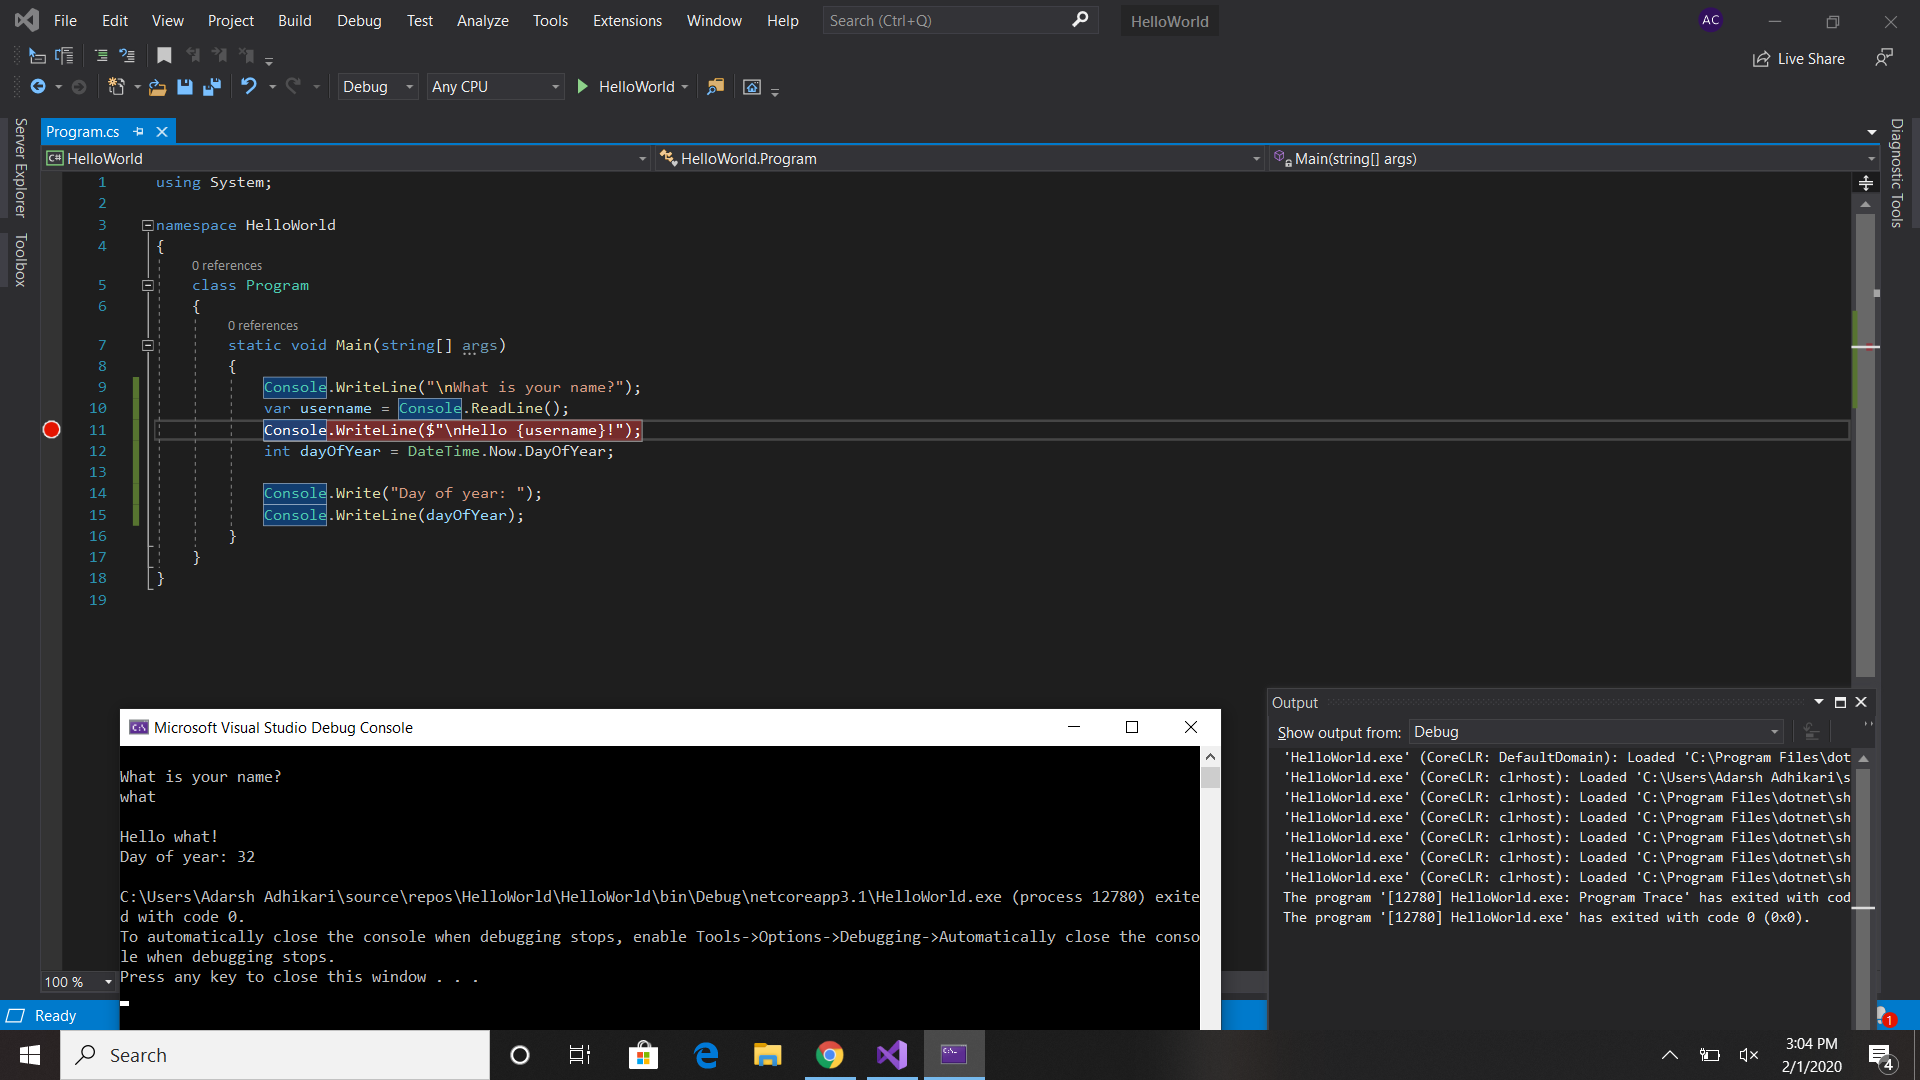 File Edit View Project Build Debug Test Analyze Tools Extensions Window Help Search (Ctrl+Q) HelloWorld AC
Live Share
Debug Any CPU HelloWorld
Server Explorer
Toolbox
Diagnostic Tools
Program.cs
C# HelloWorld HelloWorld.Program Main(string[] args)
1 using System;
2
3 namespace HelloWorld
4 {
0 references
5 class Program
6 {
0 references
7 static void Main(string[] args)
8 {
9 Console.WriteLine("\nWhat is your name?");
10 var username = Console.ReadLine();
11 Console.WriteLine($"\nHello {username}!");
12 int dayOfYear = DateTime.Now.DayOfYear;
13
14 Console.Write("Day of year: ");
15 Console.WriteLine(dayOfYear);
16 }
17 }
18 }
19
100 %
Ready
Microsoft Visual Studio Debug Console
What is your name?
what
Hello what!
Day of year: 32
C:\Users\Adarsh Adhikari\source\repos\HelloWorld\HelloWorld\bin\Debug\netcoreapp3.1\HelloWorld.exe (process 12780) exite
d with code 0.
To automatically close the console when debugging stops, enable Tools->Options->Debugging->Automatically close the conso
le when debugging stops.
Press any key to close this window . . .
Output
Show output from: Debug
'HelloWorld.exe' (CoreCLR: DefaultDomain): Loaded 'C:\Program Files\dot
'HelloWorld.exe' (CoreCLR: clrhost): Loaded 'C:\Users\Adarsh Adhikari\s
'HelloWorld.exe' (CoreCLR: clrhost): Loaded 'C:\Program Files\dotnet\sh
'HelloWorld.exe' (CoreCLR: clrhost): Loaded 'C:\Program Files\dotnet\sh
'HelloWorld.exe' (CoreCLR: clrhost): Loaded 'C:\Program Files\dotnet\sh
'HelloWorld.exe' (CoreCLR: clrhost): Loaded 'C:\Program Files\dotnet\sh
'HelloWorld.exe' (CoreCLR: clrhost): Loaded 'C:\Program Files\dotnet\sh
The program '[12780] HelloWorld.exe: Program Trace' has exited with cod
The program '[12780] HelloWorld.exe' has exited with code 0 (0x0).
1
Search
3:04 PM
2/1/2020
4